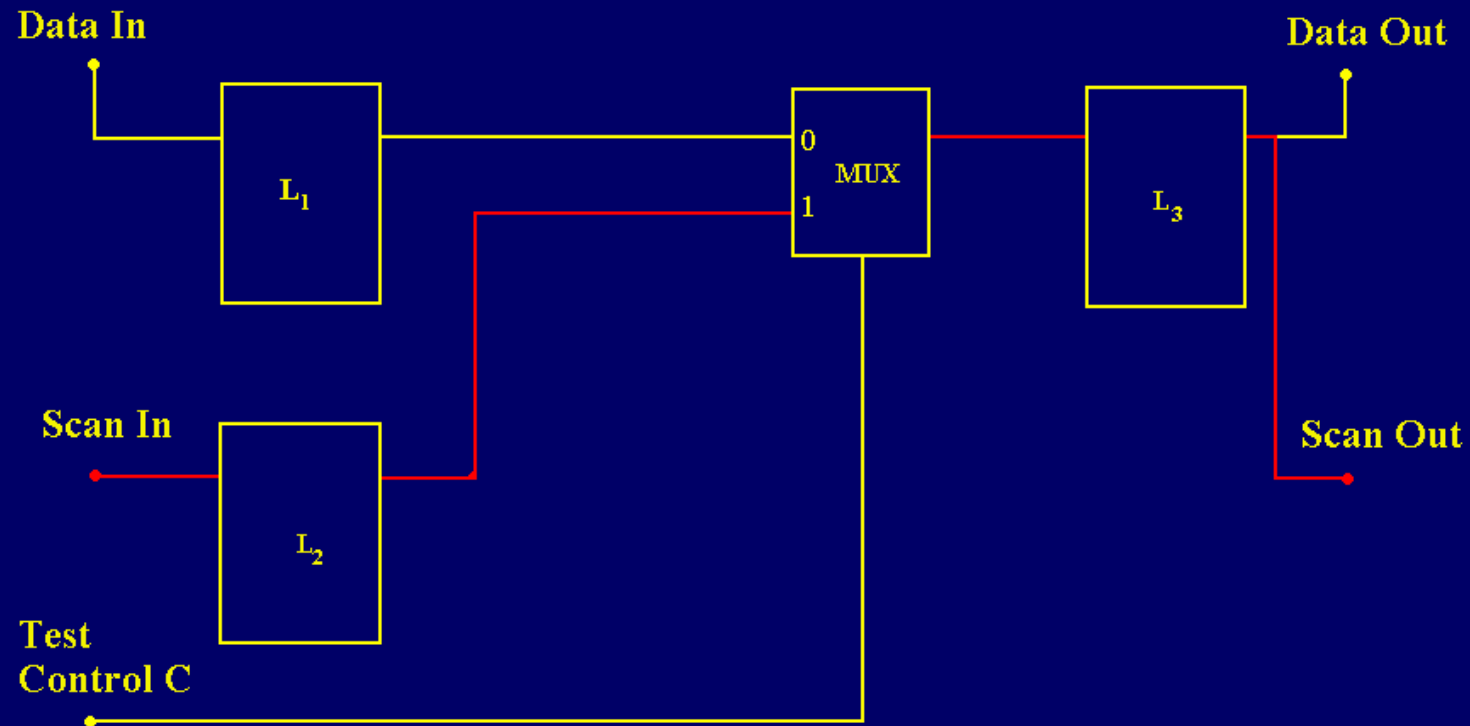 Data In
Data Out
L1
0
MUX
1
L3
Scan In
Scan Out
L2
Test
Control C